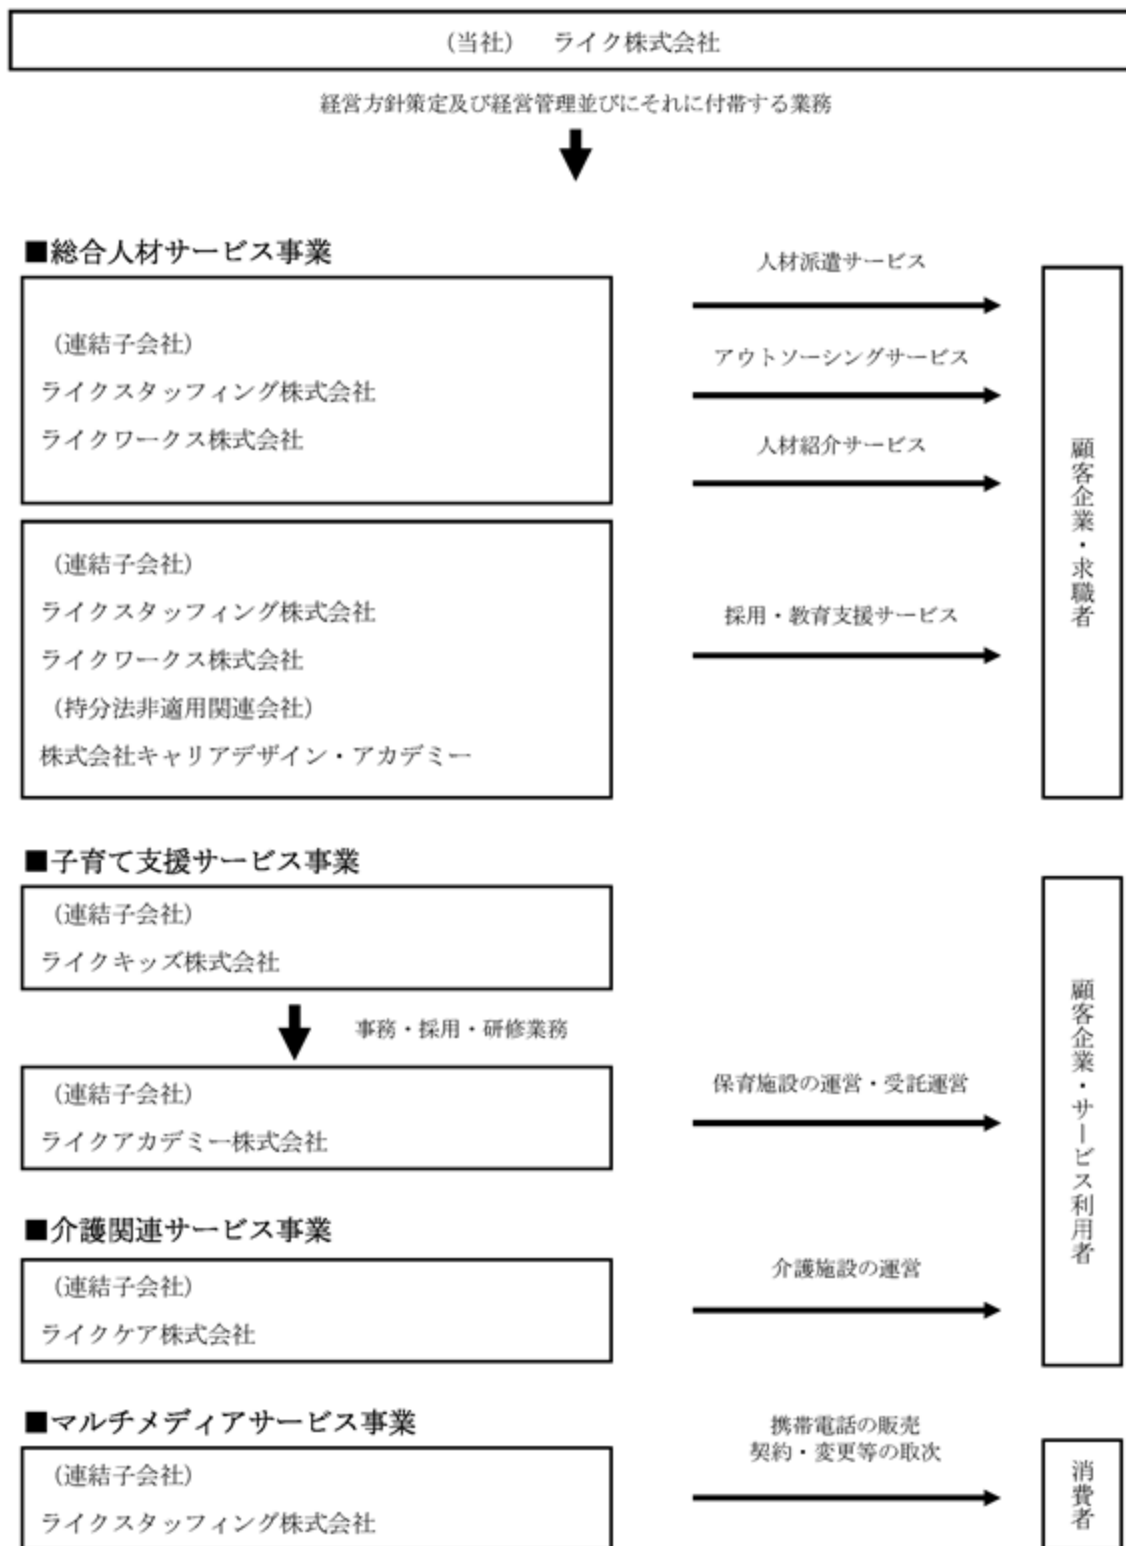 （当社）　ライク株式会社
経営方針策定及び経営管理並びにそれに付帯する業務
■総合人材サービス事業
（連結子会社）
ライクスタッフィング株式会社
ライクワークス株式会社
人材派遣サービス
アウトソーシングサービス
人材紹介サービス
（連結子会社）
ライクスタッフィング株式会社
ライクワークス株式会社
（持分法非適用関連会社）
株式会社キャリアデザイン・アカデミー
採用・教育支援サービス
顧客企業・求職者
■子育て支援サービス事業
（連結子会社）
ライクキッズ株式会社
事務・採用・研修業務
（連結子会社）
ライクアカデミー株式会社
保育施設の運営・受託運営
■介護関連サービス事業
（連結子会社）
ライクケア株式会社
介護施設の運営
顧客企業・サービス利用者
■マルチメディアサービス事業
（連結子会社）
ライクスタッフィング株式会社
携帯電話の販売
契約・変更等の取次
消費者